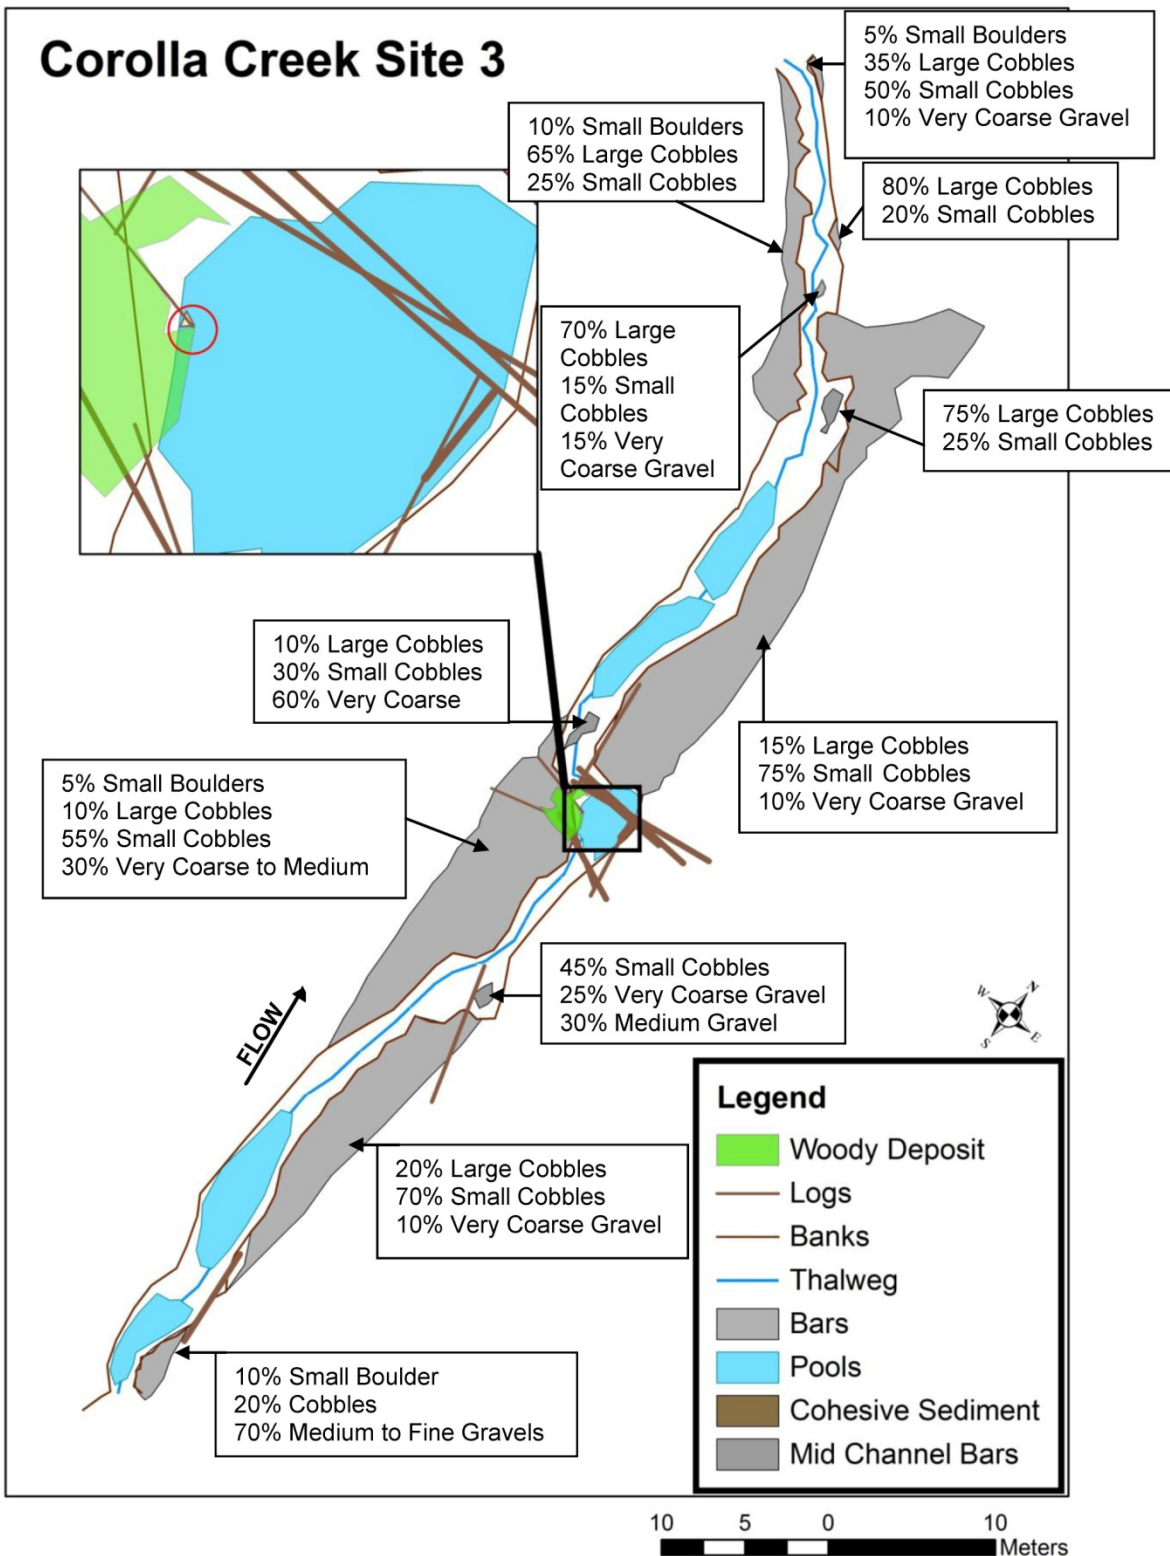 Corolla Creek Site 3
5% Small Boulders
35% Large Cobbles
50% Small Cobbles
10% Very Coarse Gravel
10% Small Boulders
65% Large Cobbles
25% Small Cobbles
80% Large Cobbles
20% Small Cobbles
70% Large
Cobbles
15% Small
Cobbles
15% Very
Coarse Gravel
75% Large Cobbles
25% Small Cobbles
10% Large Cobbles
30% Small Cobbles
60% Very Coarse
15% Large Cobbles
75% Small Cobbles
10% Very Coarse Gravel
5% Small Boulders
10% Large Cobbles
55% Small Cobbles
30% Very Coarse to Medium
45% Small Cobbles
25% Very Coarse Gravel
30% Medium Gravel
FLOW
W N
S E
20% Large Cobbles
70% Small Cobbles
10% Very Coarse Gravel
10% Small Boulder
20% Cobbles
70% Medium to Fine Gravels
Legend
Woody Deposit
Logs
Banks
Thalweg
Bars
Pools
Cohesive Sediment
Mid Channel Bars
10 5 0 10
Meters